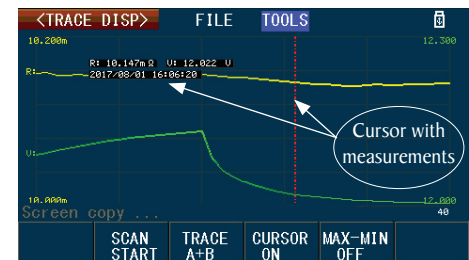 <TRACE DISP> FILE TOOLS
10.200m 12.300
R: 10.147mΩ U: 12.022 U
R: 2017/08/01 16:06:20
Cursor with
measurements
U:
10.000m 12.000
Screen copy ... 40
SCAN TRACE CURSOR MAX-MIN
START A+B ON OFF